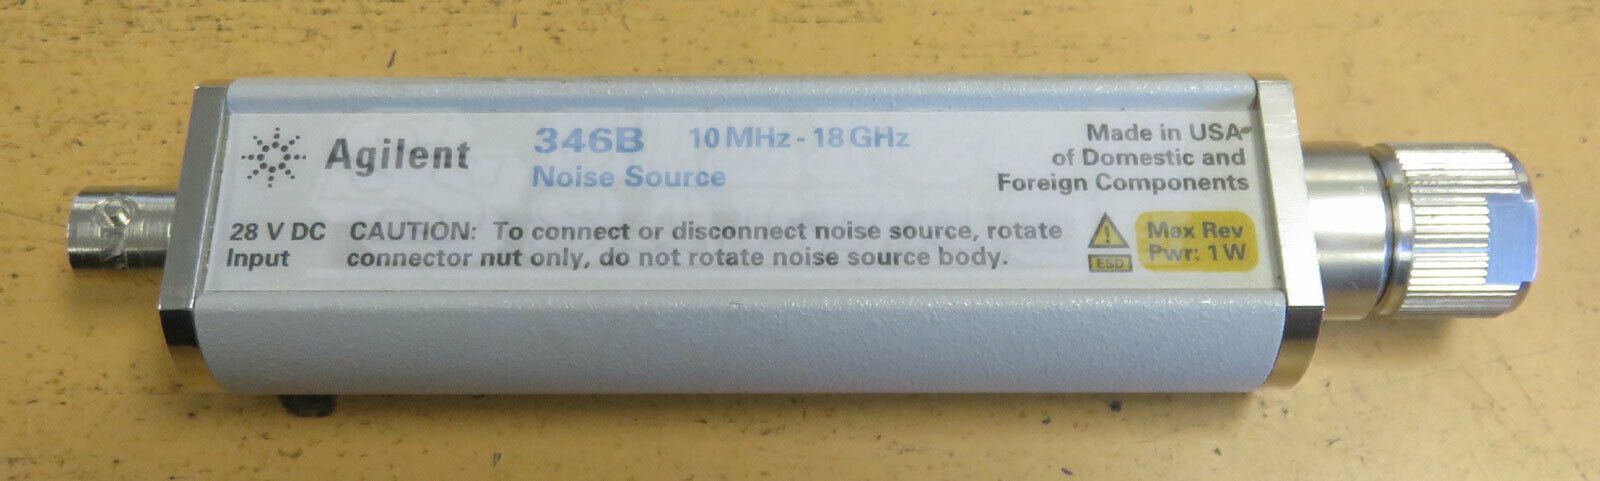 Agilent
346B 10 MHz - 18 GHz
Noise Source
Made in USA
of Domestic and
Foreign Components
28 V DC
Input
CAUTION: To connect or disconnect noise source, rotate
connector nut only, do not rotate noise source body.
ESD
Max Rev
Pwr: 1 W